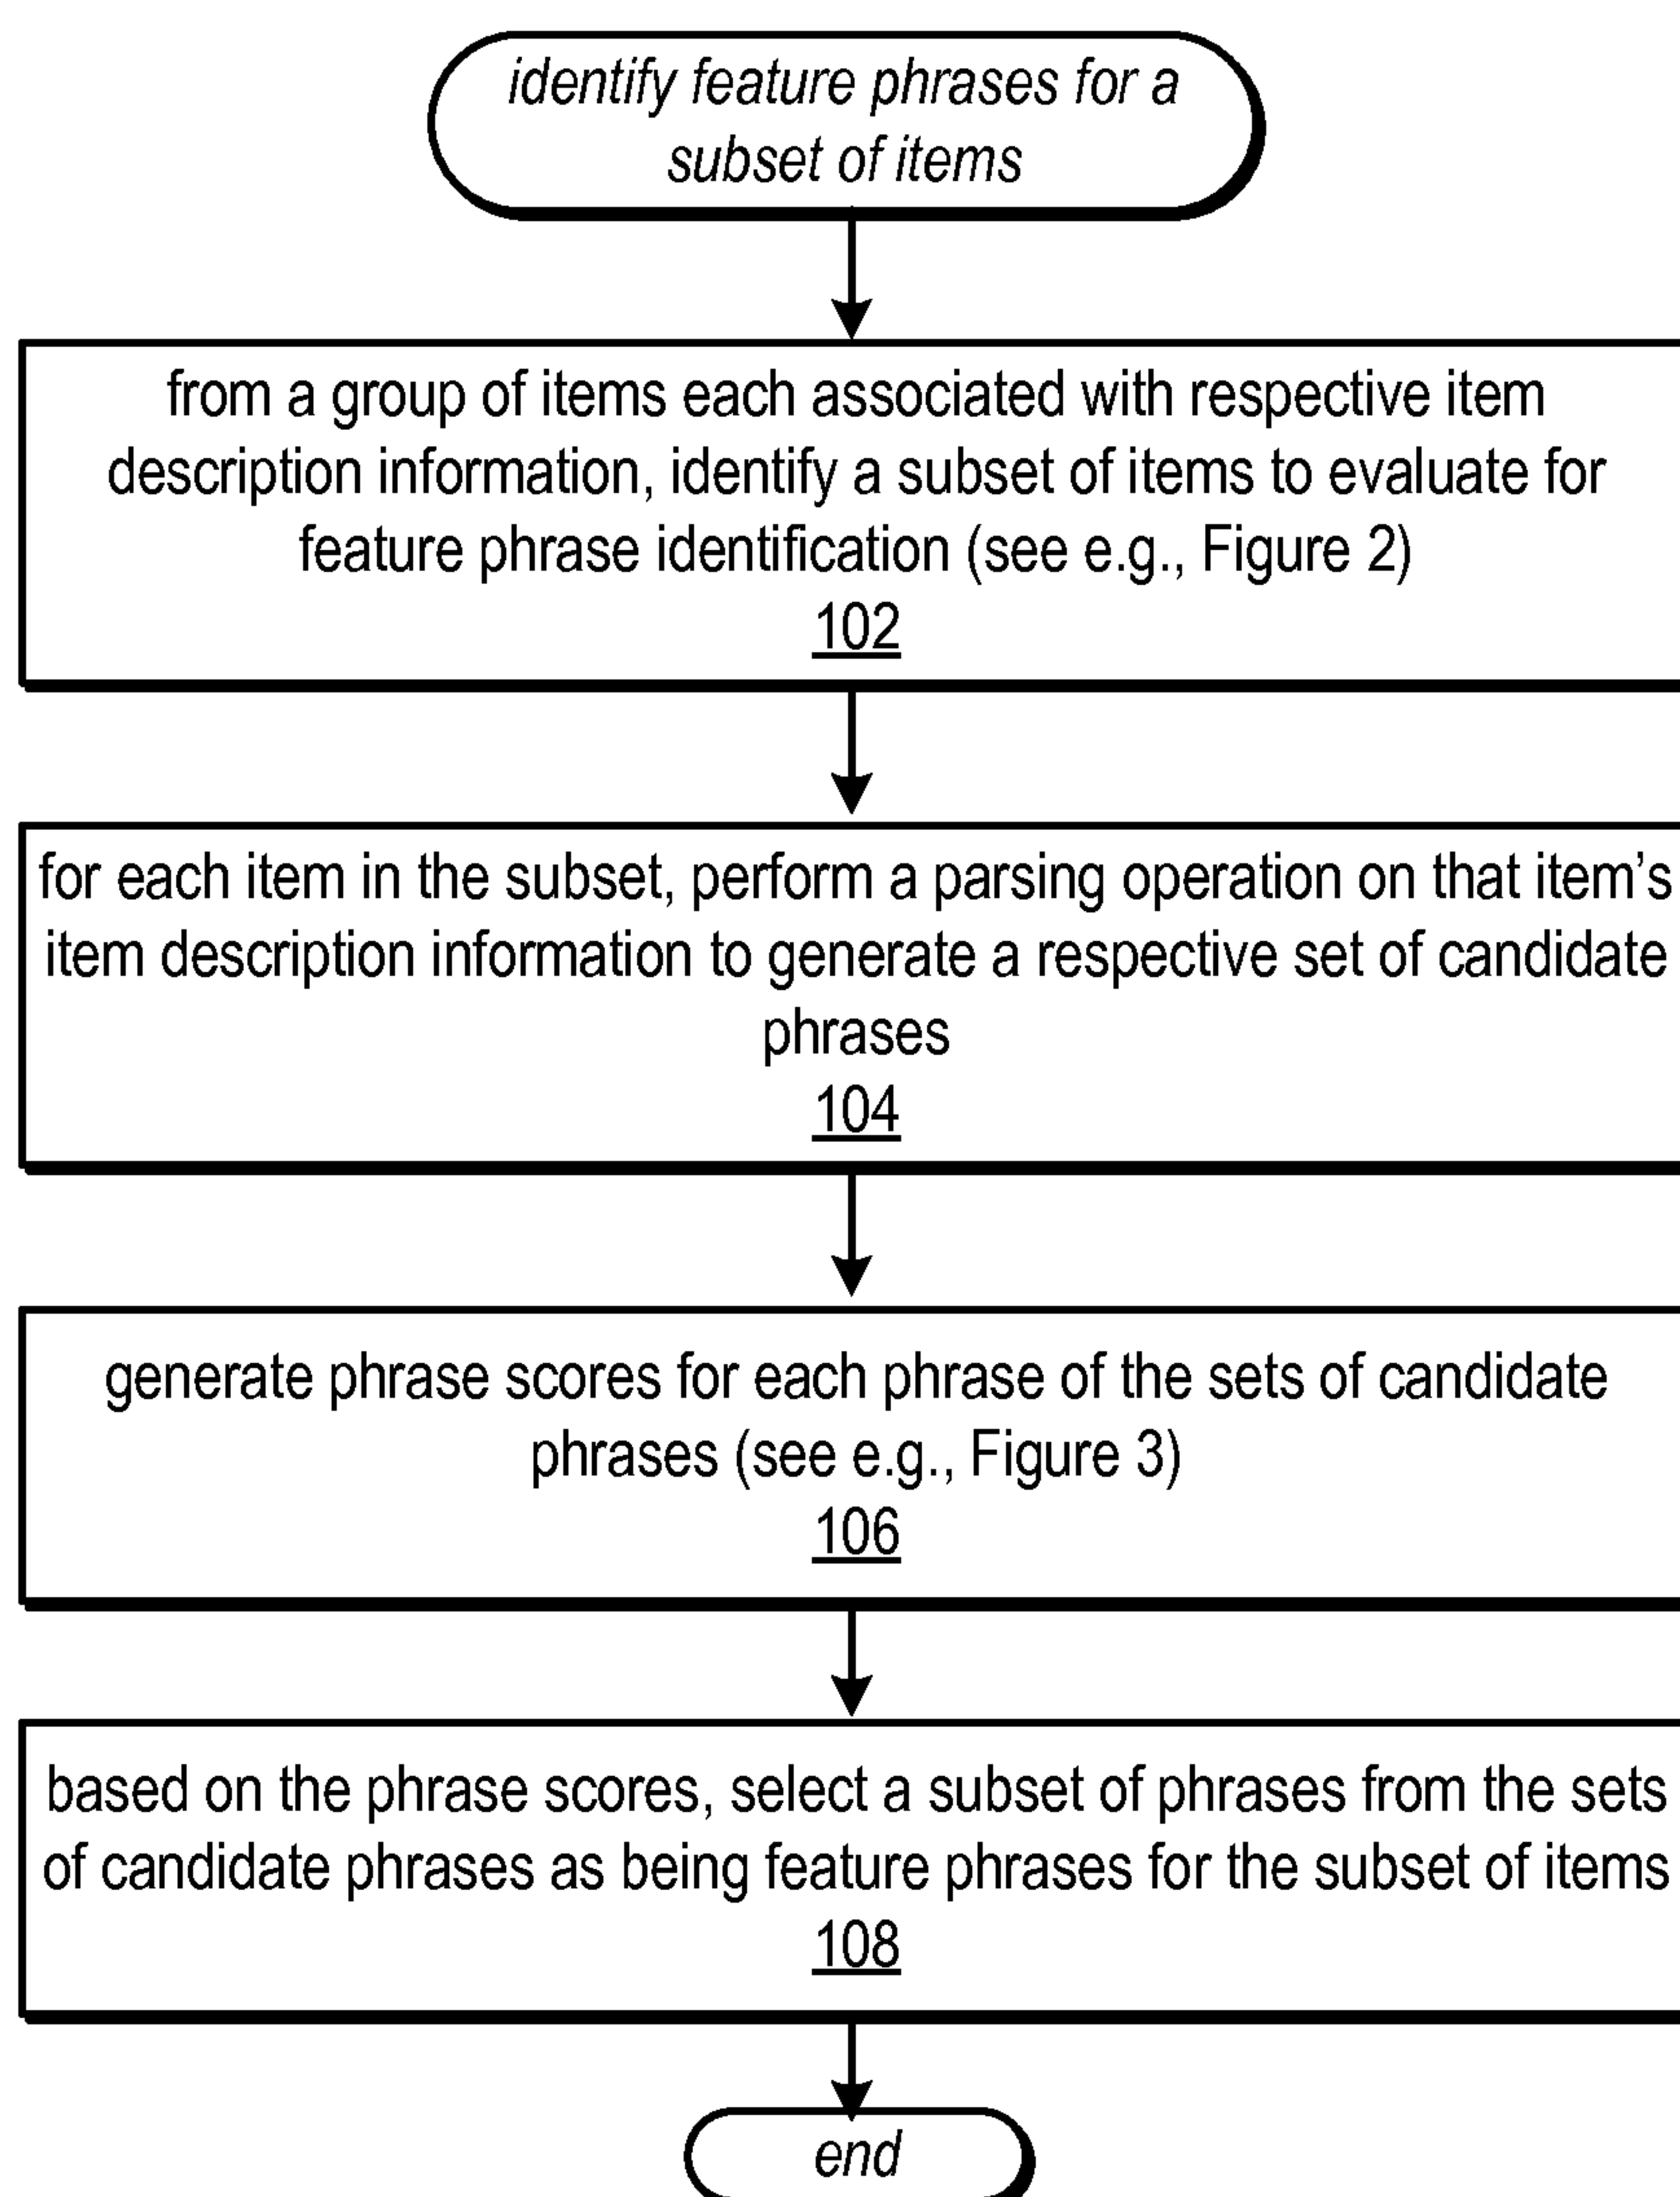 identify feature phrases for a
subset of items
from a group of items each associated with respective item
description information, identify a subset of items to evaluate for
feature phrase identification (see e.g., Figure 2)
102
for each item in the subset, perform a parsing operation on that item’s
item description information to generate a respective set of candidate
phrases
104
generate phrase scores for each phrase of the sets of candidate
phrases (see e.g., Figure 3)
106
based on the phrase scores, select a subset of phrases from the sets
of candidate phrases as being feature phrases for the subset of items
108
end